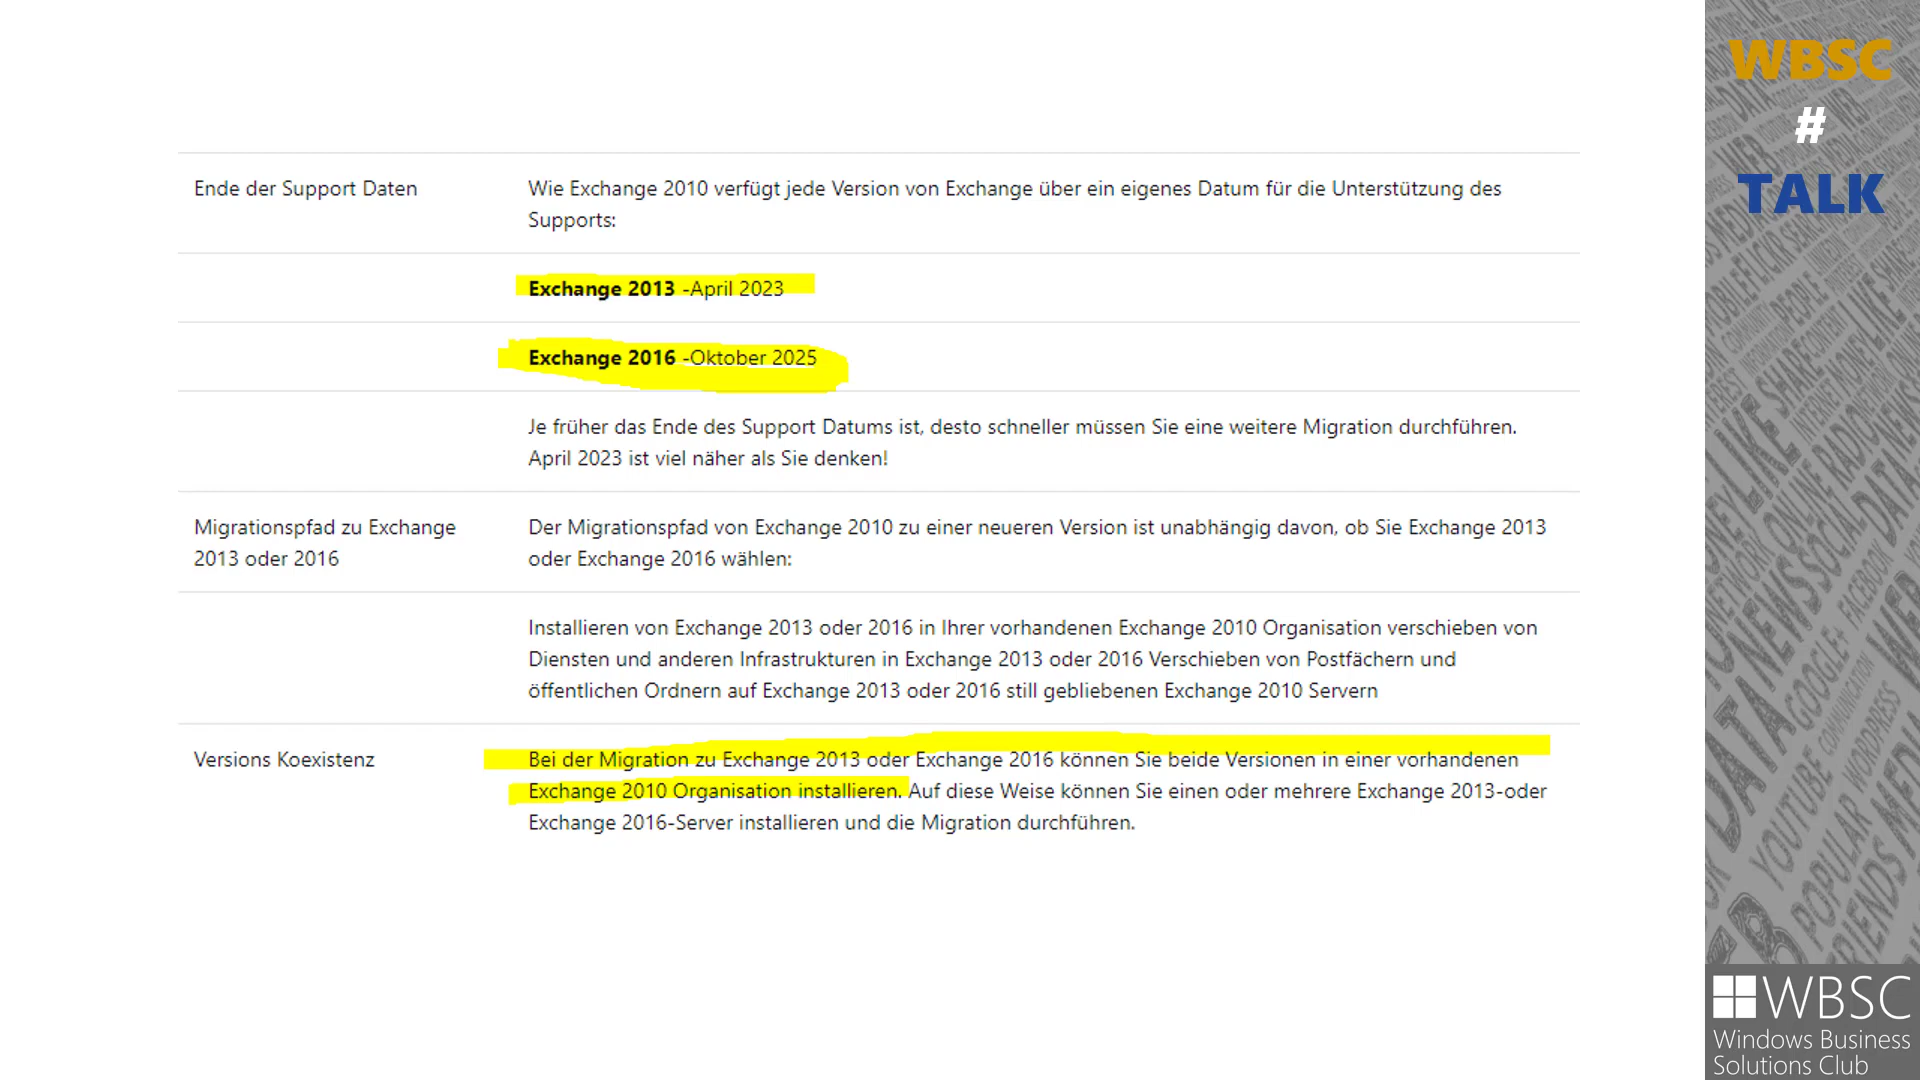 Ende der Support Daten
Wie Exchange 2010 verfügt jede Version von Exchange über ein eigenes Datum für die Unterstützung des
Supports:
Exchange 2013 -April 2023
Exchange 2016 -Oktober 2025
Je früher das Ende des Support Datums ist, desto schneller müssen Sie eine weitere Migration durchführen.
April 2023 ist viel näher als Sie denken!
Migrationspfad zu Exchange
2013 oder 2016
Der Migrationspfad von Exchange 2010 zu einer neueren Version ist unabhängig davon, ob Sie Exchange 2013
oder Exchange 2016 wählen:
Installieren von Exchange 2013 oder 2016 in Ihrer vorhandenen Exchange 2010 Organisation verschieben von
Diensten und anderen Infrastrukturen in Exchange 2013 oder 2016 Verschieben von Postfächern und
öffentlichen Ordnern auf Exchange 2013 oder 2016 still gebliebenen Exchange 2010 Servern
Versions Koexistenz
Bei der Migration zu Exchange 2013 oder Exchange 2016 können Sie beide Versionen in einer vorhandenen
Exchange 2010 Organisation installieren. Auf diese Weise können Sie einen oder mehrere Exchange 2013-oder
Exchange 2016-Server installieren und die Migration durchführen.
WBSC
#
TALK
WBSC
Windows Business
Solutions Club